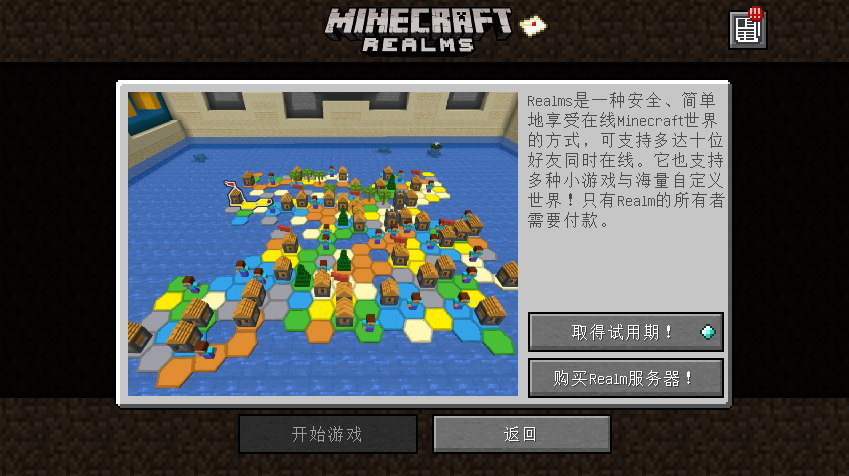 MINECRAFT
REALMS
Realms是一种安全、简单
地享受在线Minecraft世界
的方式，可支持多达十位
好友同时在线。它也支持
多种小游戏与海量自定义
世界！只有Realm的所有者
需要付款。
取得试用期！
购买Realm服务器！
开始游戏
返回